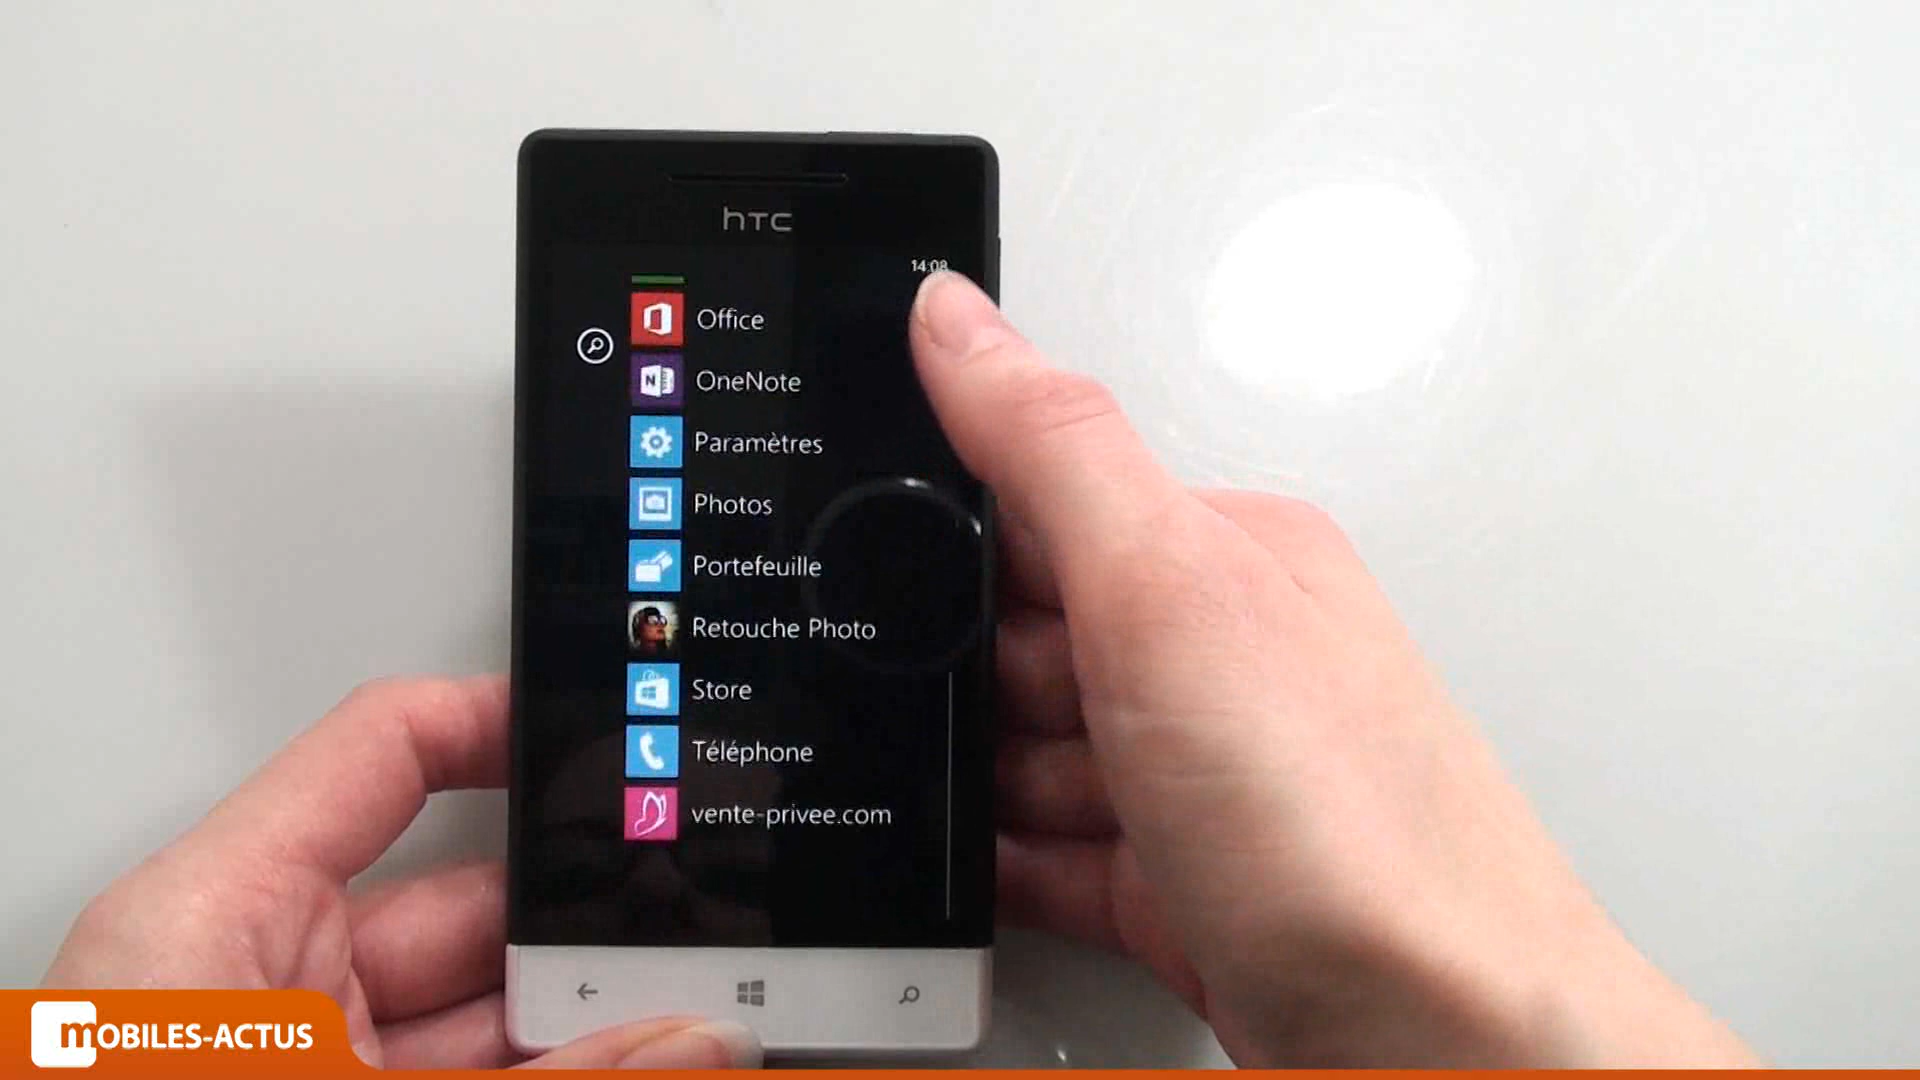 hTC
14:08
Office
OneNote
Paramètres
Photos
Portefeuille
Retouche Photo
Store
Téléphone
vente-privee.com
mOBILES-ACTUS